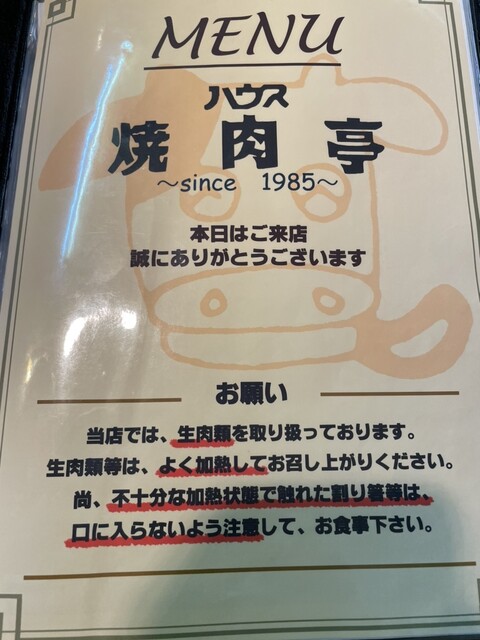 MENU
ハウス
焼肉亭
～since 1985～
本日はご来店
誠にありがとうございます
お願い
当店では、生肉類を取り扱っております。
生肉類等は、よく加熱してお召し上がりください。
尚、不十分な加熱状態で触れた割り箸等は、
口に入らないよう注意して、お食事下さい。